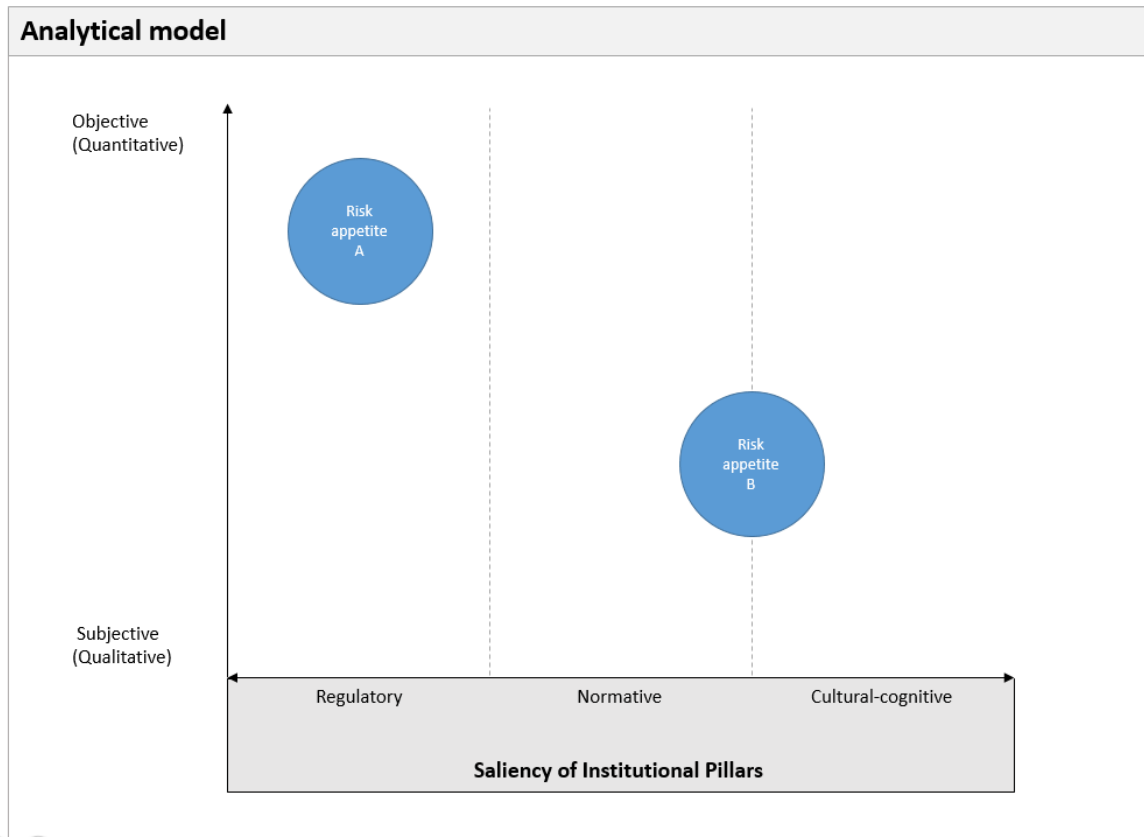 Analytical model
Objective
(Quantitative)
Risk
appetite
A
Risk
appetite
B
Subjective
(Qualitative)
Regulatory
Normative
Cultural-cognitive
Saliency of Institutional Pillars